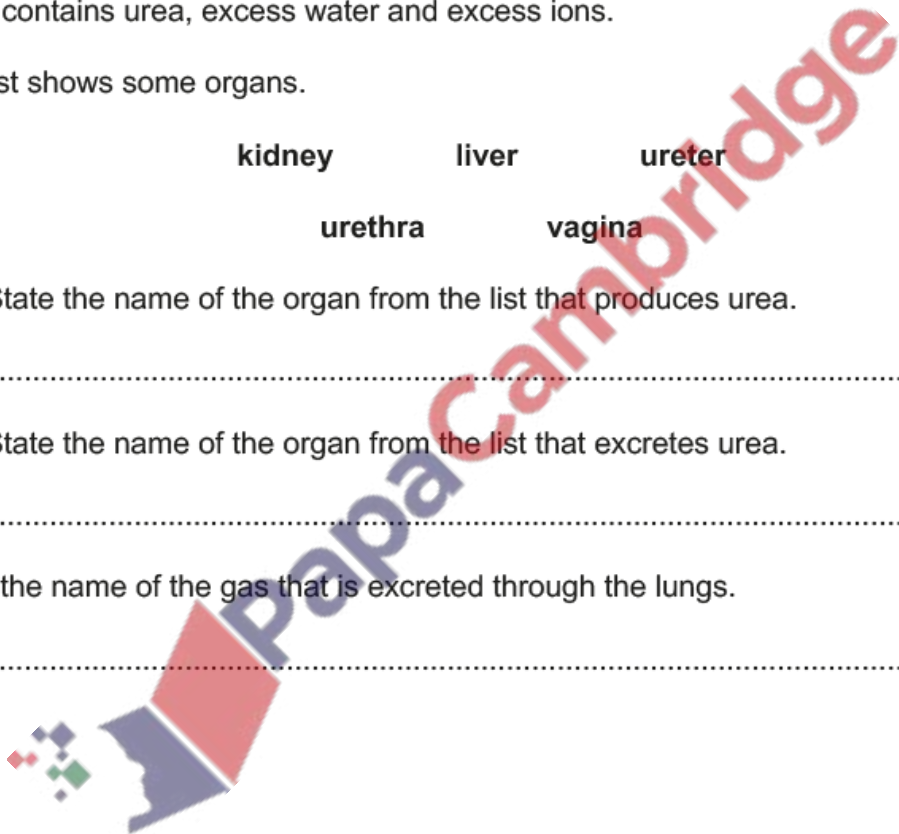 contains urea, excess water and excess ions.
st shows some organs.
kidney liver ureter
urethra vagina
State the name of the organ from the list that produces urea.
................................................................................
State the name of the organ from the list that excretes urea.
................................................................................
the name of the gas that is excreted through the lungs.
................................................................................
PapaCambridge